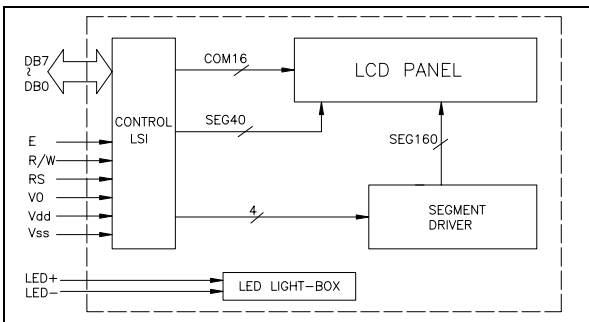 DB7
~
DB0
CONTROL
LSI
COM16
LCD PANEL
SEG40
SEG160
E
R/W
RS
V0
Vdd
Vss
4
SEGMENT
DRIVER
LED+
LED-
LED LIGHT-BOX